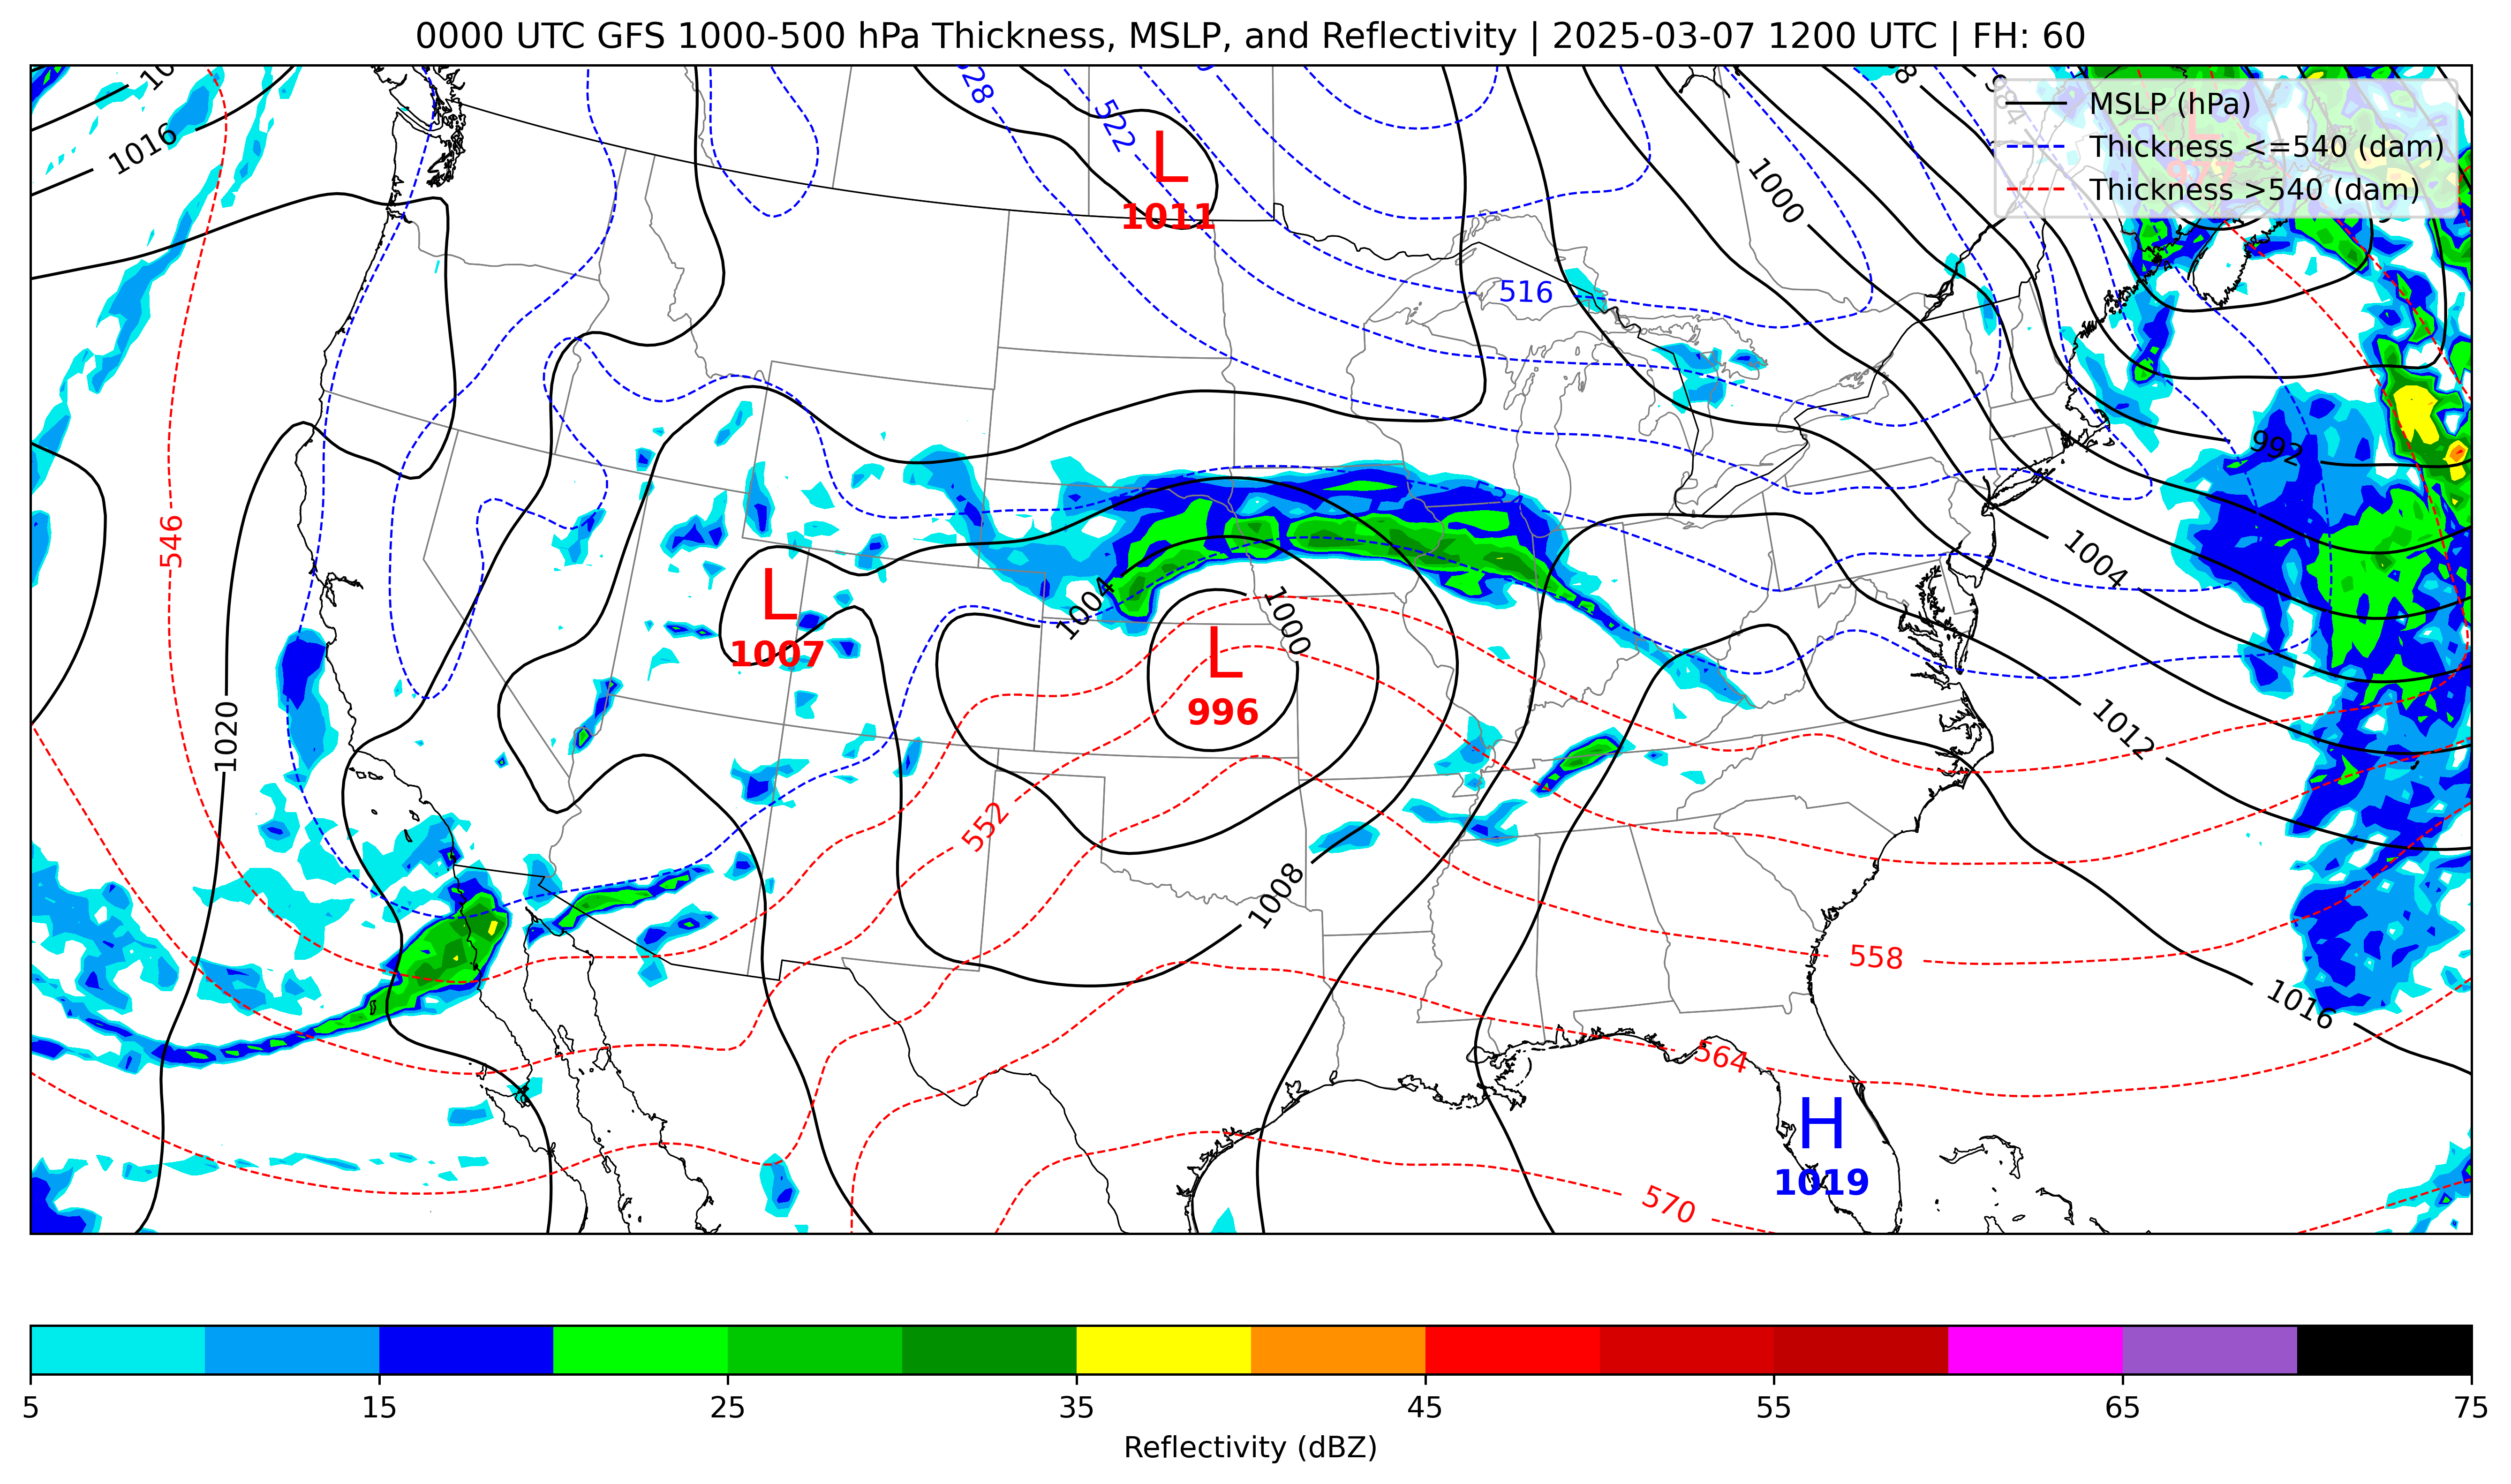 0000 UTC GFS 1000-500 hPa Thickness, MSLP, and Reflectivity | 2025-03-07 1200 UTC | FH: 60
MSLP (hPa)
Thickness <=540 (dam)
Thickness >540 (dam)
1016
528
522
L
1011
1000
L
977
516
992
546
1004
L
1007
1004
1000
L
996
1020
1012
552
1008
558
1016
564
H
1019
570
5 15 25 35 45 55 65 75
Reflectivity (dBZ)